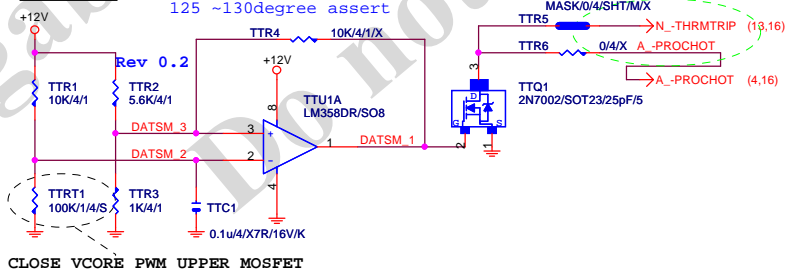 MASK/0/4/SHT/M/X
125 ~130degree assert
+12V
TTR5
N_-THRMTRIP (13,16)
TTR4
10K/4/1/X
TTR6
0/4/X
A_-PROCHOT
+12V
Rev 0.2
3
A_-PROCHOT (4,16)
TTR1
10K/4/1
TTR2
5.6K/4/1
TTU1A
LM358DR/SO8
TTQ1
2N7002/SOT23/25pF/5
8
D
G
S
DATSM_3
3
+
1
DATSM_1
2
1
DATSM_2
2
-
4
TTRT1
100K/1/4/S
TTR3
1K/4/1
TTC1
0.1u/4/X7R/16V/K
CLOSE VCORE PWM UPPER MOSFET
Do no